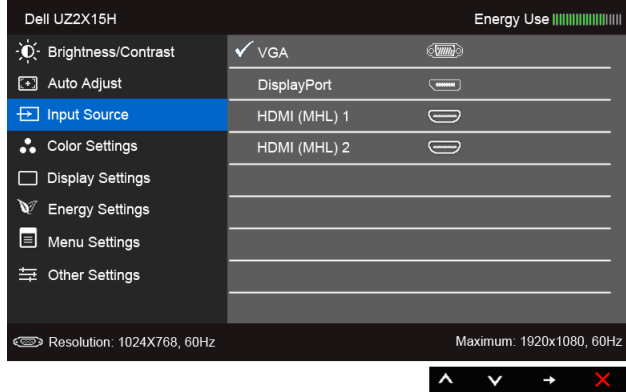 Dell UZ2X15H
Energy Use
Brightness/Contrast
Auto Adjust
Input Source
Color Settings
Display Settings
Energy Settings
Menu Settings
Other Settings
VGA
DisplayPort
HDMI (MHL) 1
HDMI (MHL) 2
Resolution: 1024X768, 60Hz
Maximum: 1920x1080, 60Hz